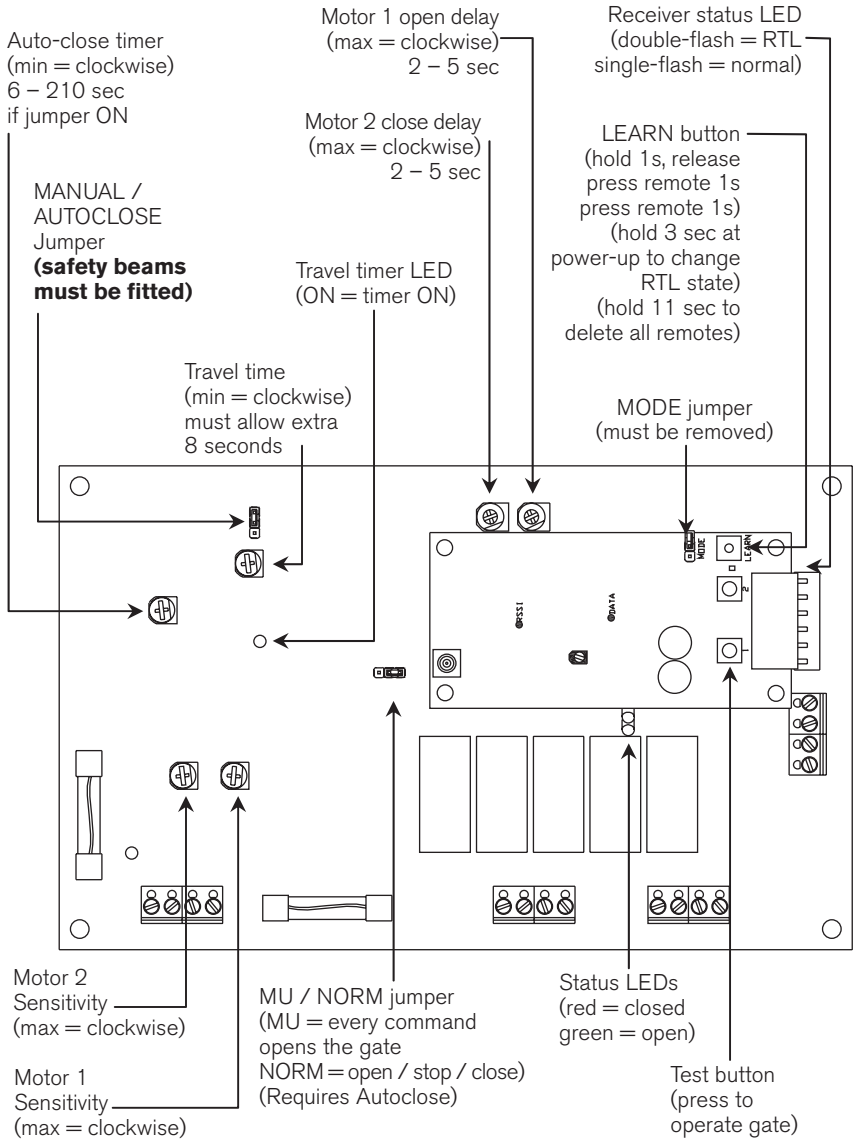 Auto-close timer
(min = clockwise)
6 – 210 sec
if jumper ON
MANUAL /
AUTOCLOSE
Jumper
(safety beams
must be fitted)
Motor 1 open delay
(max = clockwise)
2 – 5 sec
Motor 2 close delay
(max = clockwise)
2 – 5 sec
Travel timer LED
(ON = timer ON)
Travel time
(min = clockwise)
must allow extra
8 seconds
Receiver status LED
(double-flash = RTL
single-flash = normal)
LEARN button
(hold 1s, release
press remote 1s
press remote 1s)
(hold 3 sec at
power-up to change
RTL state)
(hold 11 sec to
delete all remotes)
MODE jumper
(must be removed)
MODE
LEARN
2
RSSI
DATA
1
Motor 2
Sensitivity
(max = clockwise)
Motor 1
Sensitivity
(max = clockwise)
MU / NORM jumper
(MU = every command
opens the gate
NORM = open / stop / close)
(Requires Autoclose)
Status LEDs
(red = closed
green = open)
Test button
(press to
operate gate)